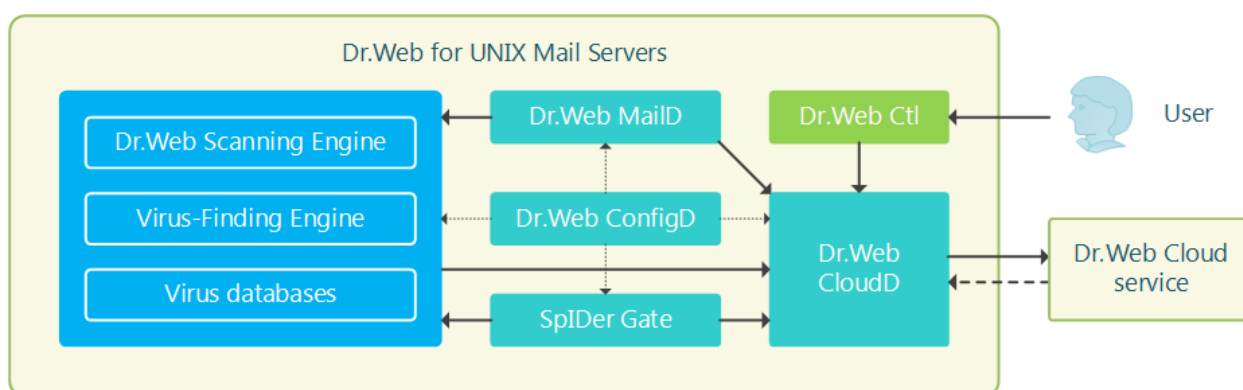 Dr.Web for UNIX Mail Servers
Dr.Web MailD
Dr.Web Ctl
User
Dr.Web Scanning Engine
Virus-Finding Engine
Dr.Web ConfigD
Dr.Web
CloudD
Dr.Web Cloud
service
Virus databases
SpIDer Gate